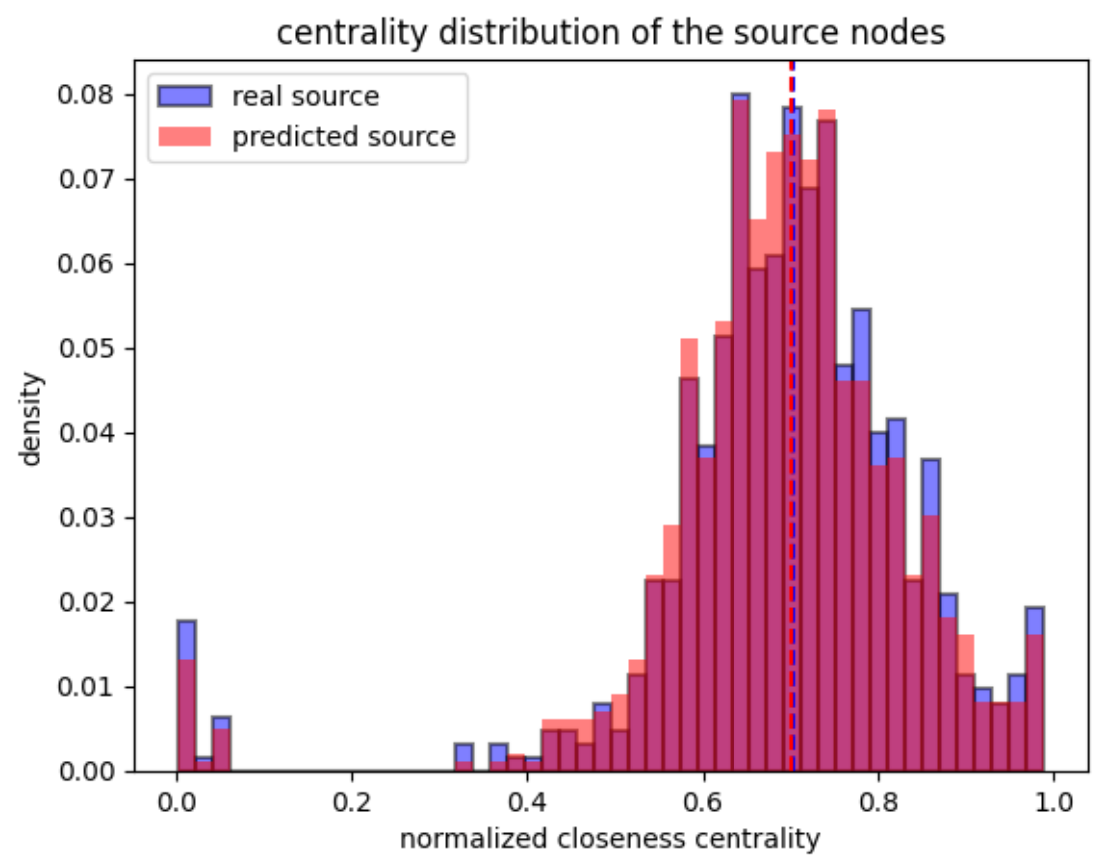 centrality distribution of the source nodes
real source
predicted source
0.08
0.07
0.06
0.05
0.04
0.03
0.02
0.01
0.00
density
0.0 0.2 0.4 0.6 0.8 1.0
normalized closeness centrality